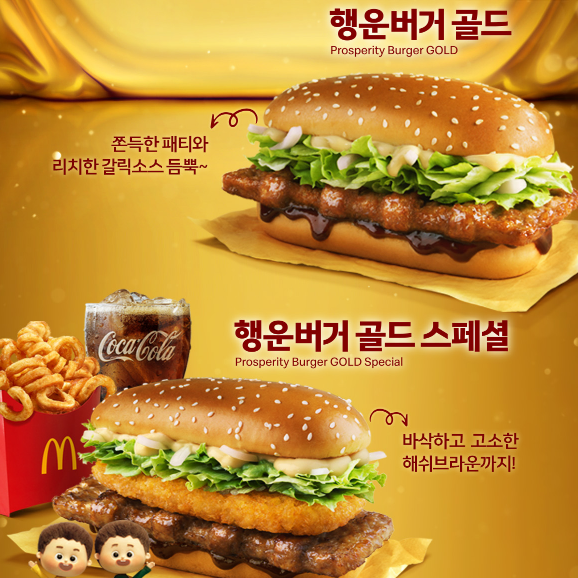 행운버거 골드
Prosperity Burger GOLD
쫀득한 패티와
리치한 갈릭소스 듬뿍~
행운버거 골드 스페셜
Prosperity Burger GOLD Special
Coca-Cola
바삭하고 고소한
해쉬브라운까지!
M